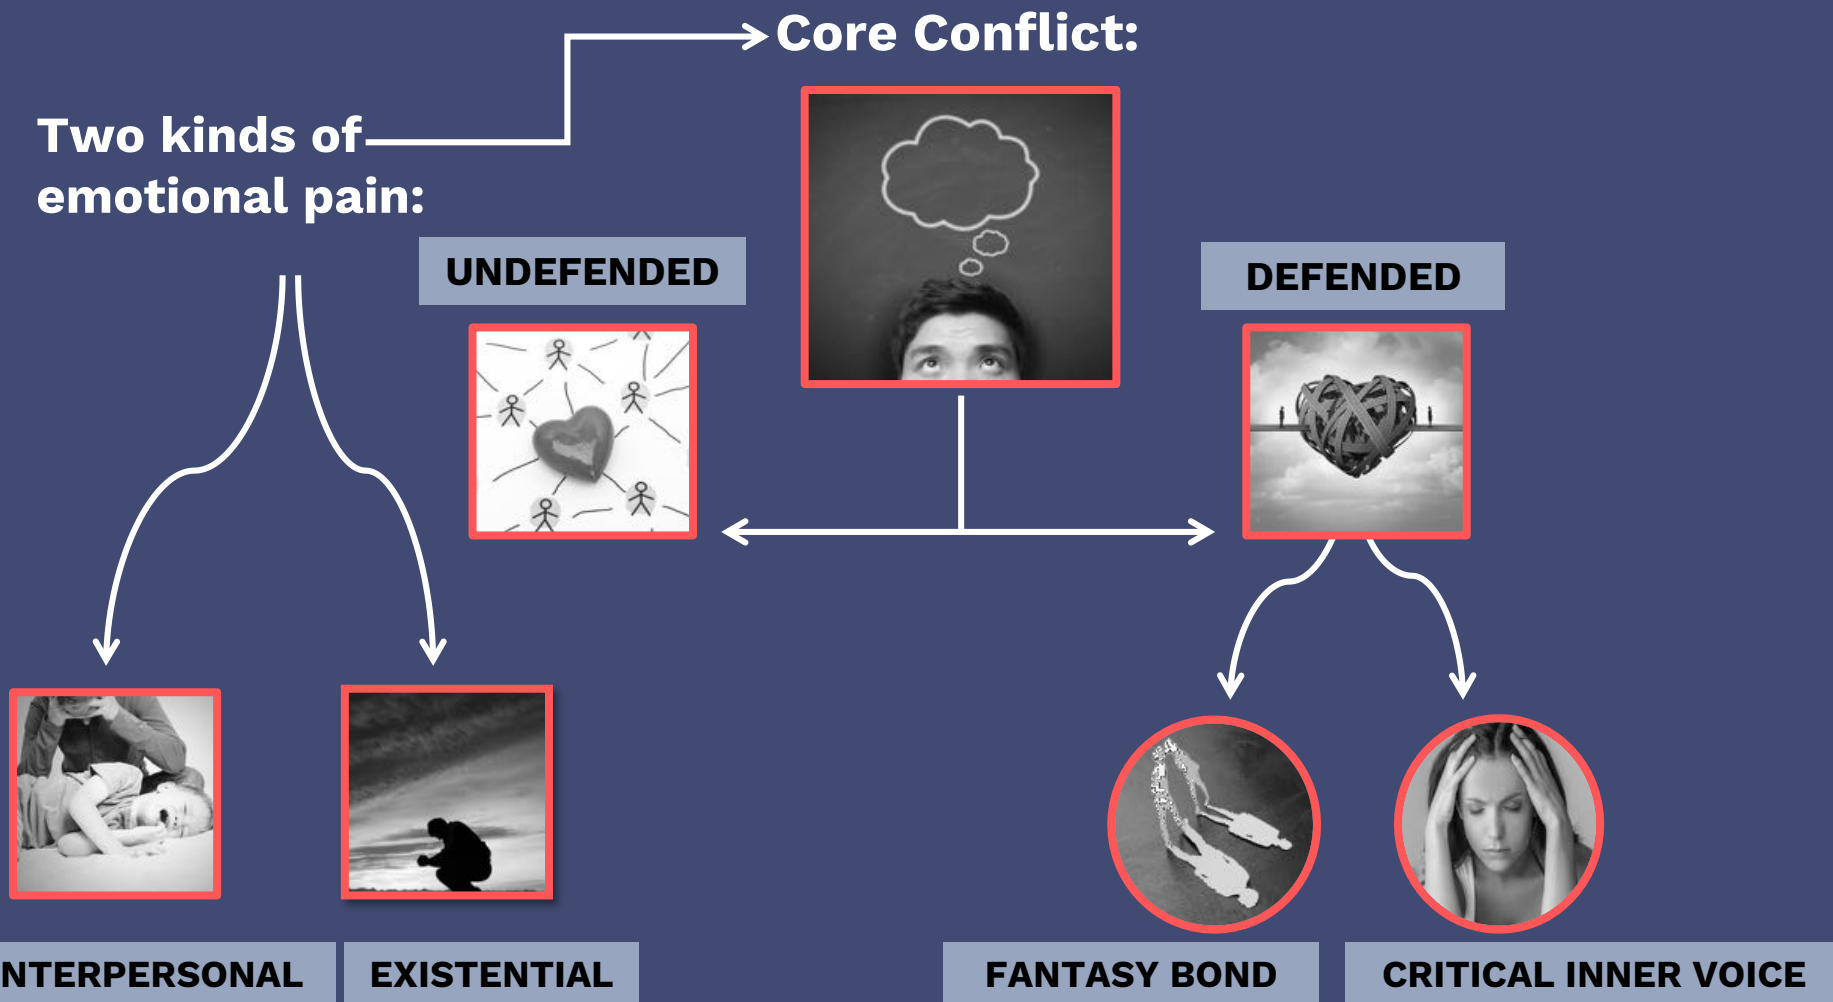 Core Conflict:
Two kinds of
emotional pain:
UNDEFENDED
DEFENDED
NTERPERSONAL
EXISTENTIAL
FANTASY BOND
CRITICAL INNER VOICE